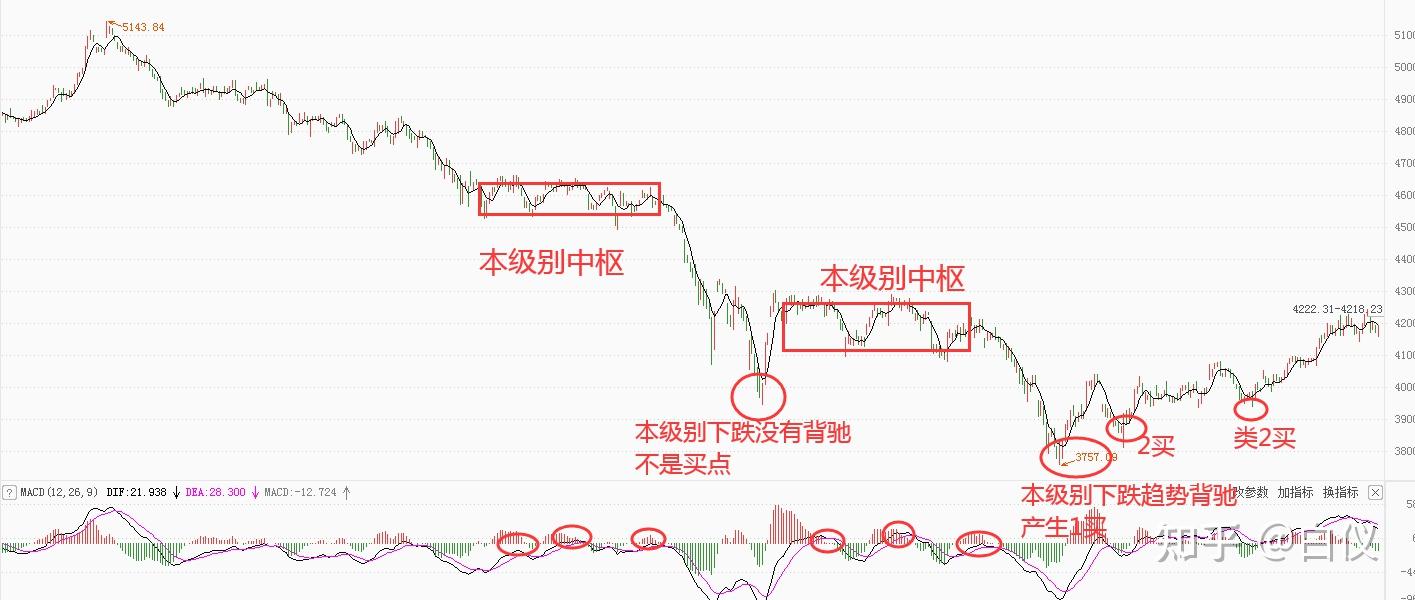 5143.84
5100
5000
4900
4800
4700
4600
4500
本级别中枢
4400
本级别中枢
4300
4222.31-4218.23
4200
4100
4000
3900
本级别下跌没有背驰
不是买点
2买
类2买
3800
3757.09
? MACD(12,26,9) DIF:21.938 ↓ DEA:28.300 ↓ MACD:-12.724 ↑
改参数 加指标 换指标
本级别下跌趋势背驰
产生1买
知乎 @白仪